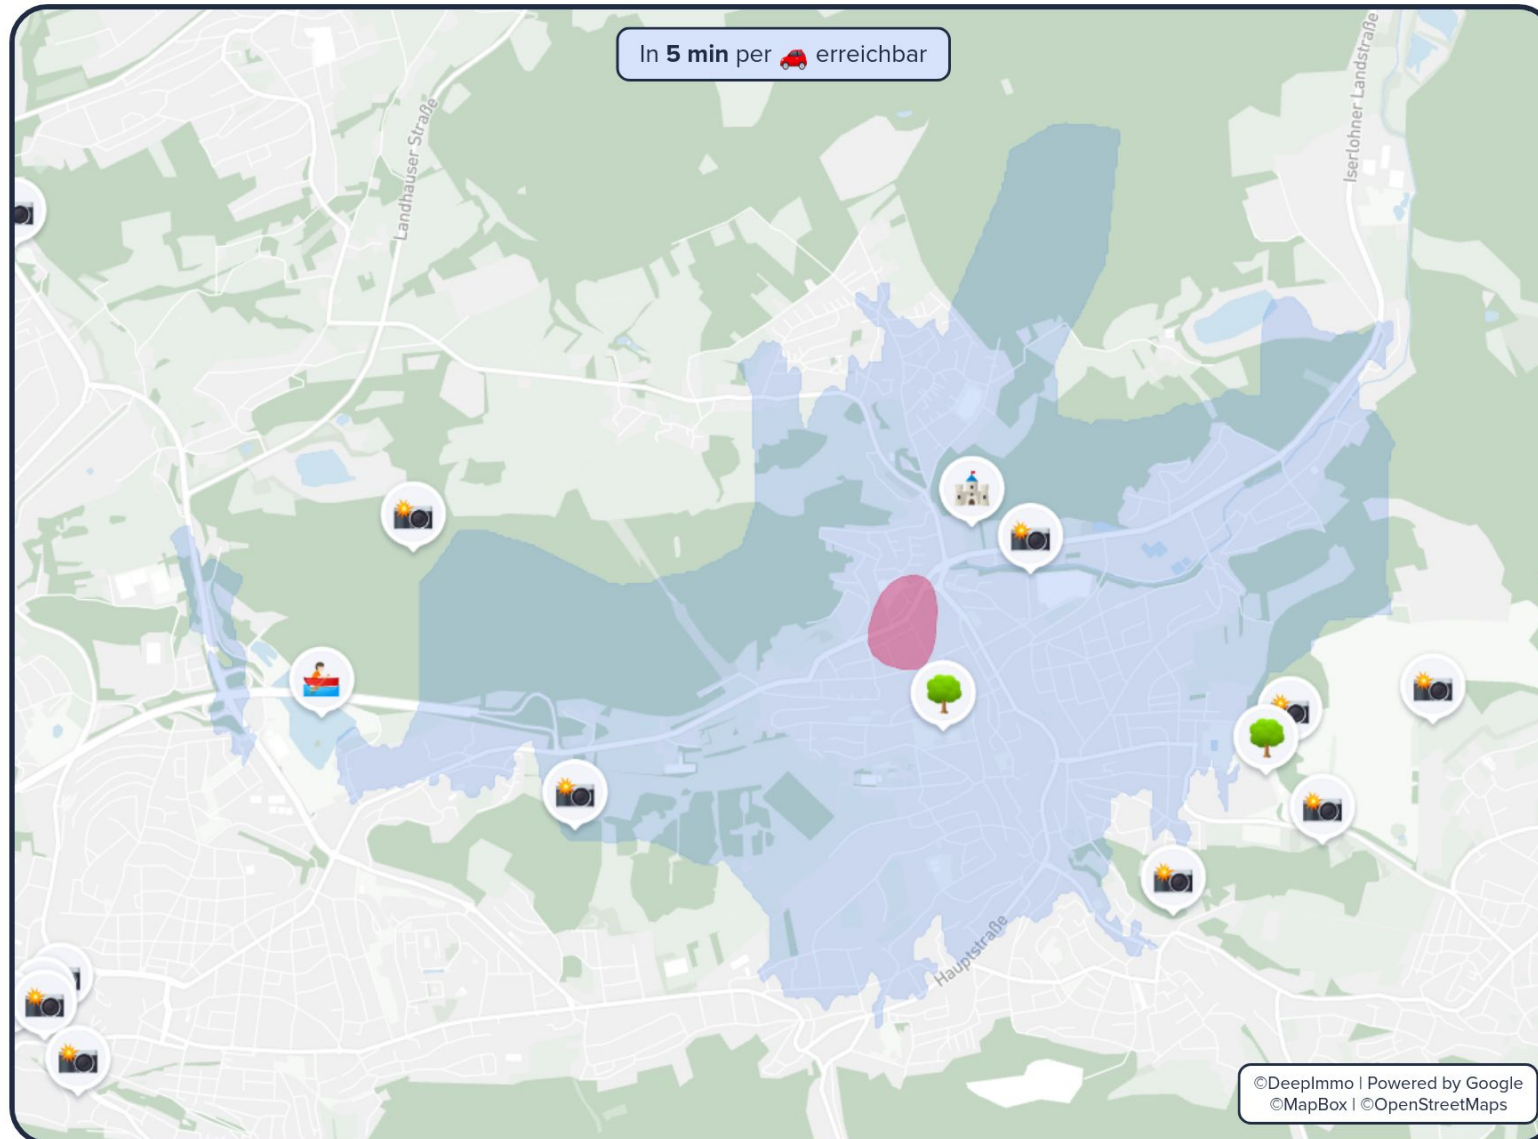 In 5 min per 🚗 erreichbar
Landhauser Straße
Iserlohner Landstraße
Hauptstraße
©DeepImmo | Powered by Google
©MapBox | ©OpenStreetMaps